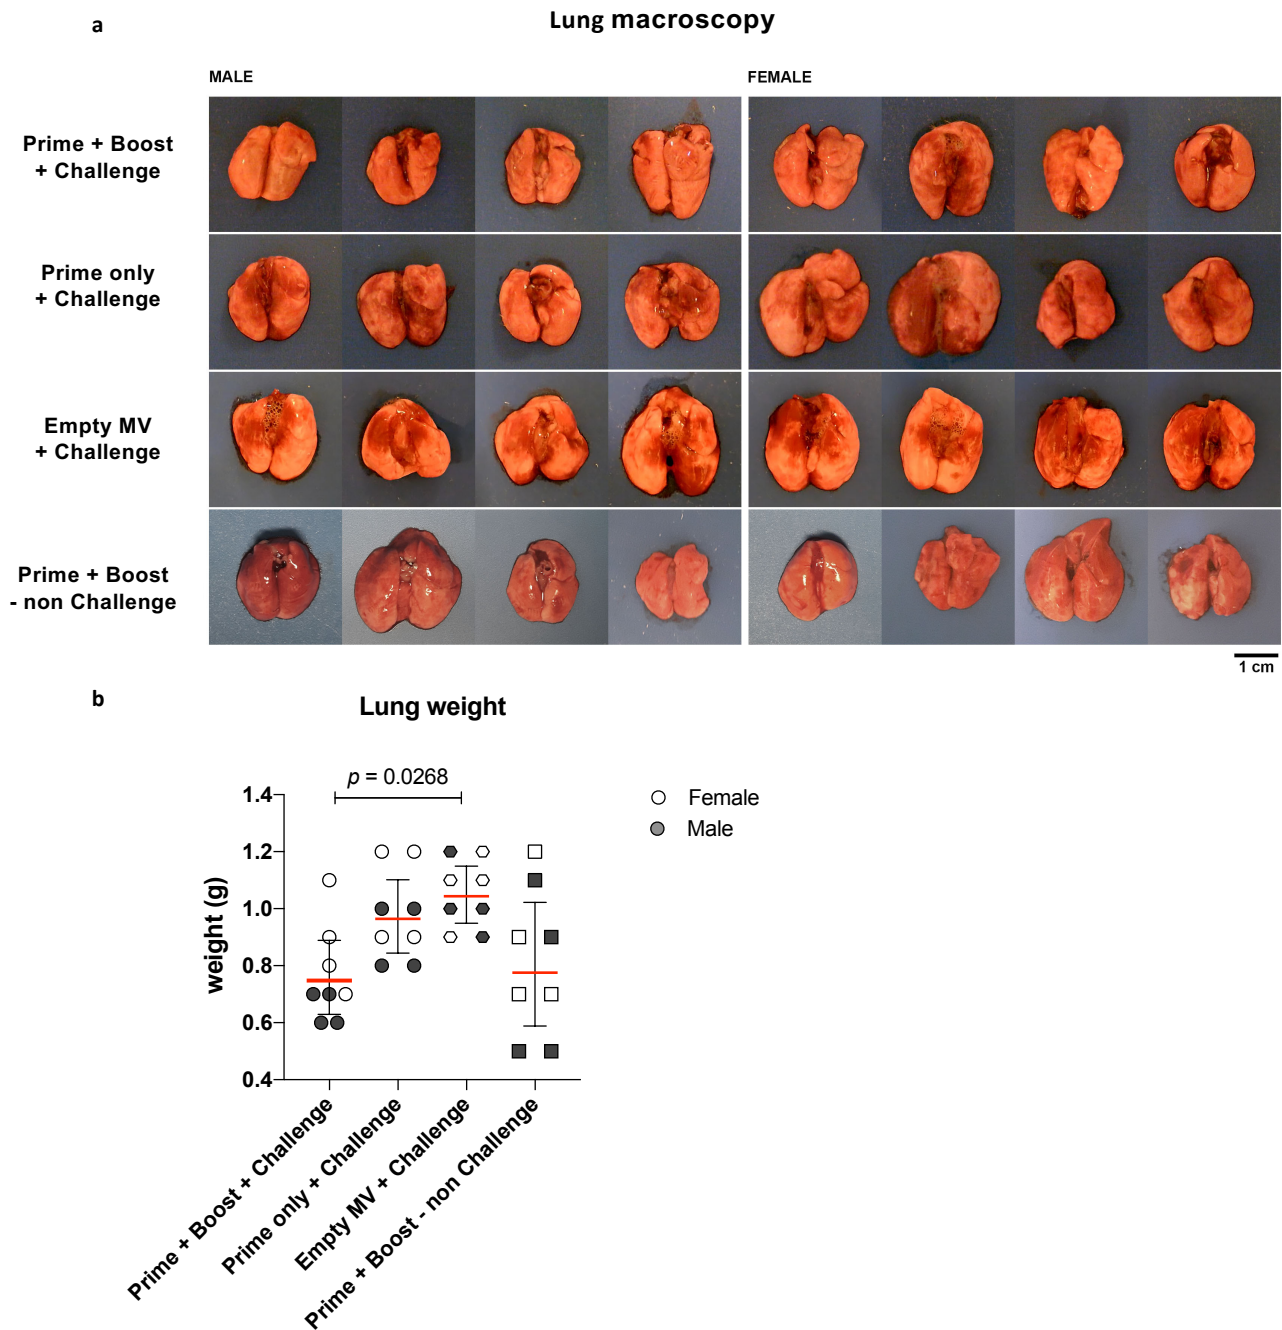 a
Lung macroscopy
MALE
FEMALE
Prime + Boost
+ Challenge
Prime only
+ Challenge
Empty MV
+ Challenge
Prime + Boost
- non Challenge
1 cm
b
Lung weight
p = 0.0268
Female
Male
weight (g)
1.4
1.2
1.0
0.8
0.6
0.4
Prime + Boost + Challenge
Prime only + Challenge
Empty MV + Challenge
Prime + Boost - non Challenge